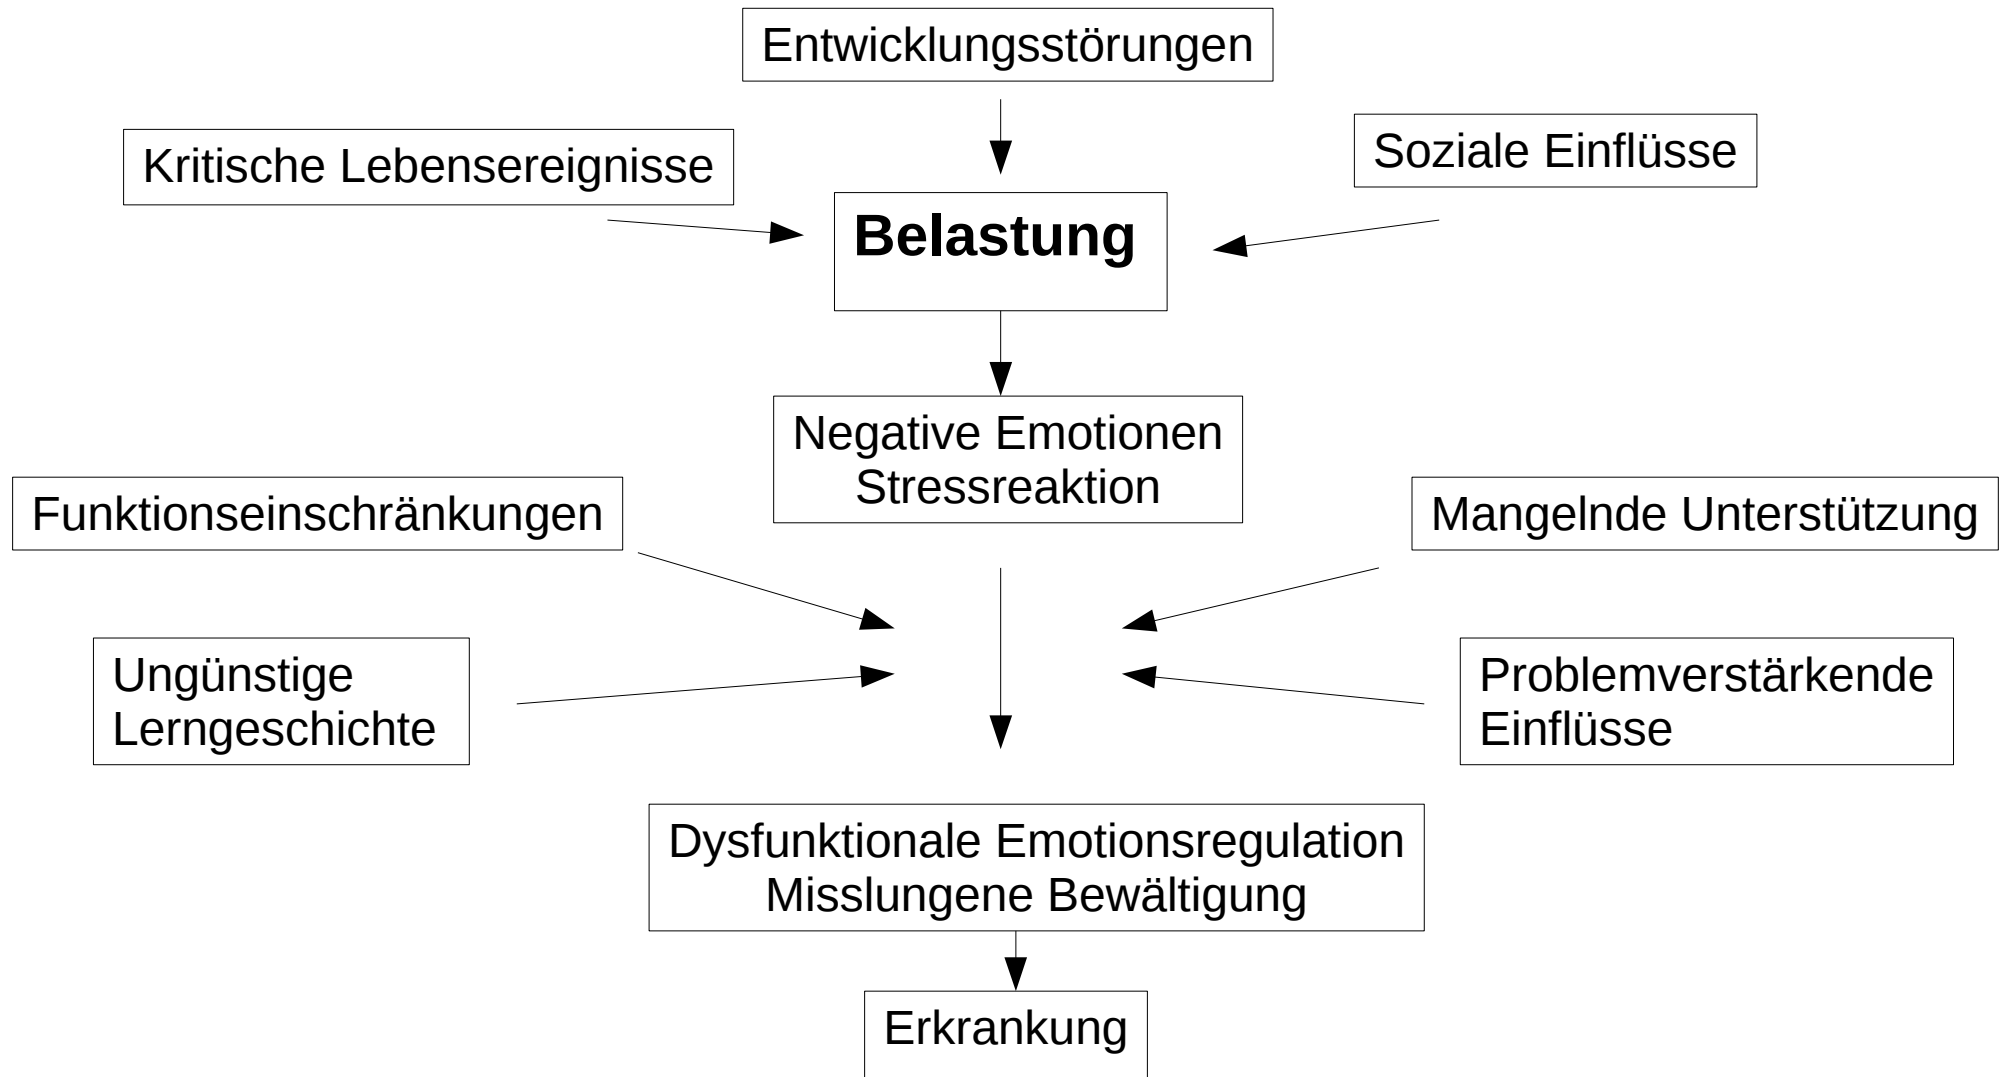 Entwicklungsstörungen
Kritische Lebensereignisse
Soziale Einflüsse
Belastung
Negative Emotionen
Stressreaktion
Funktionseinschränkungen
Mangelnde Unterstützung
Ungünstige
Lerngeschichte
Problemverstärkende
Einflüsse
Dysfunktionale Emotionsregulation
Misslungene Bewältigung
Erkrankung